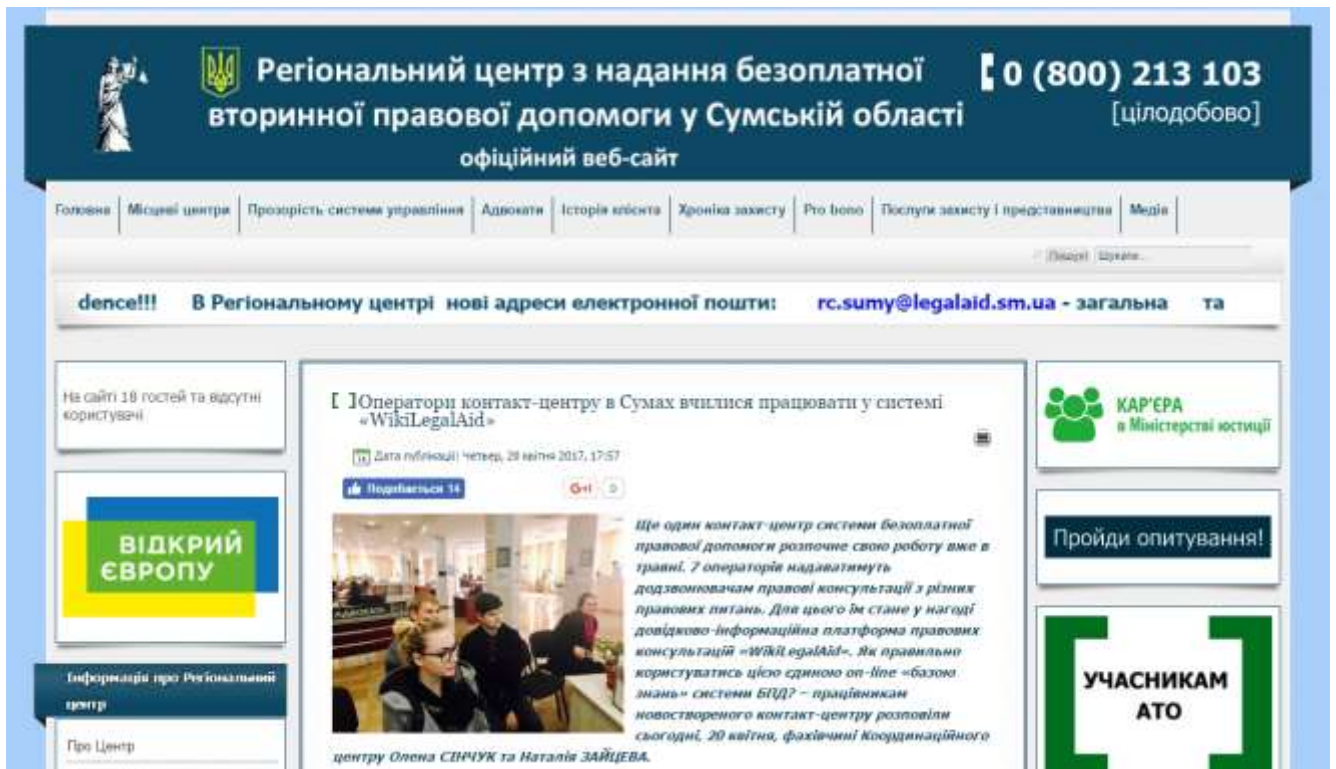 Регіональний центр з надання безоплатної
вторинної правової допомоги у Сумській області
офіційний веб-сайт
0 (800) 213 103
[цілодобово]
Головна Місцеві центри Прозорість системи управління Адвокати Історія клієнта Хроніка захисту Pro bono Послуги захисту і представництва Медіа
Пошук Шукати...
dence!!! В Регіональному центрі нові адреси електронної пошти: rc.sumy@legalaid.sm.ua - загальна та
На сайті 18 гостей та відсутні
користувачі
ВІДКРИЙ
ЄВРОПУ
Інформація про Регіональний
центр
Про Центр
[ ]Оператори контакт-центру в Сумах вчилися працювати у системі
«WikiLegalAid»
Дата публікації: Четвер, 20 квітня 2017, 17:57
Подобається 14
G+1 0
Ще один контакт-центр системи безоплатної
правової допомоги розпочне свою роботу вже в
травні. 7 операторів надаватимуть
додзвонювачам правові консультації з різних
правових питань. Для цього їм стане у нагоді
довідково-інформаційна платформа правових
консультацій «WikiLegalAid». Як правильно
користуватись цією єдиною on-line «базою
знань» системи БПД? – працівникам
новоствореного контакт-центру розповіли
сьогодні, 20 квітня, фахівчині Координаційного
центру Олена СІНЧУК та Наталія ЗАЙЦЕВА.
КАР'ЄРА
в Міністерстві юстиції
Пройди опитування!
УЧАСНИКАМ
АТО